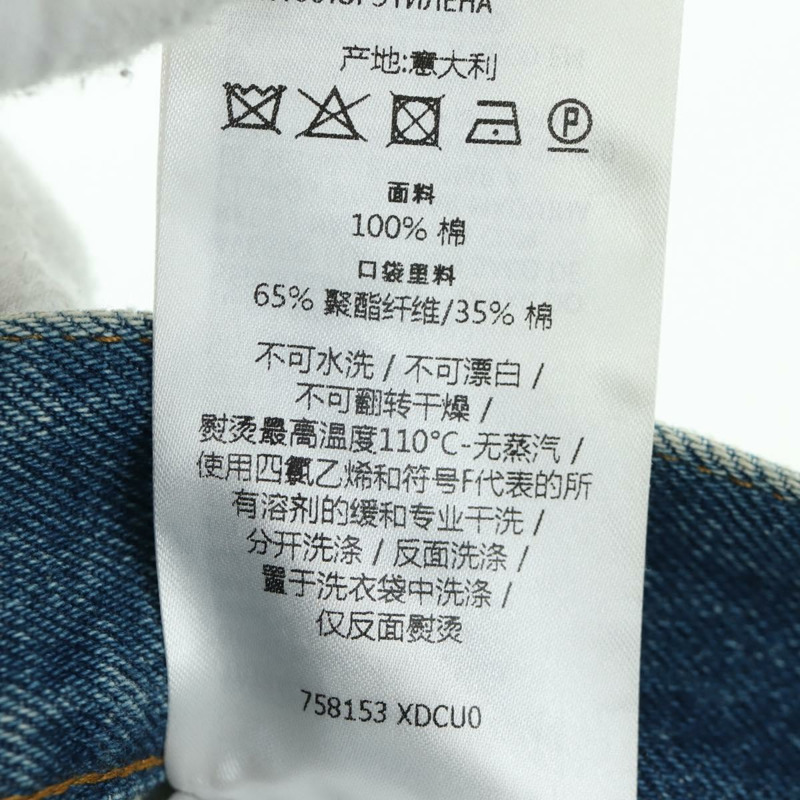 产地:意大利
P
面料
100% 棉
口袋里料
65% 聚酯纤维/35% 棉
不可水洗 / 不可漂白 /
不可翻转干燥 /
熨烫最高温度110°C-无蒸汽 /
使用四氯乙烯和符号F代表的所
有溶剂的缓和专业干洗 /
分开洗涤 / 反面洗涤 /
置于洗衣袋中洗涤 /
仅反面熨烫
758153 XDCU0